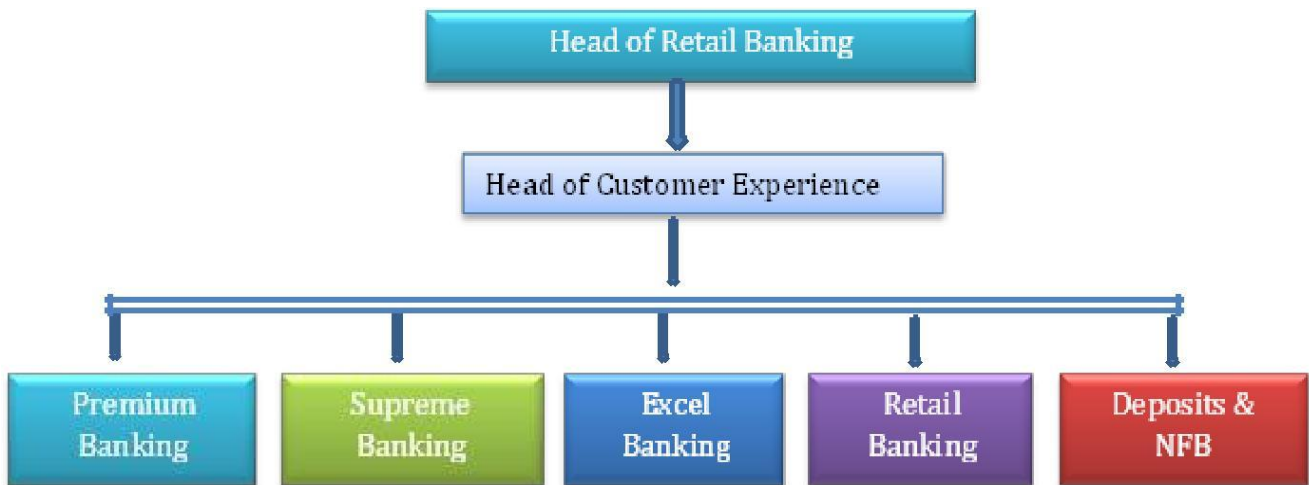 Head of Retail Banking
Head of Customer Experience
Premium
Banking
Supreme
Banking
Excel
Banking
Retail
Banking
Deposits &
NFB